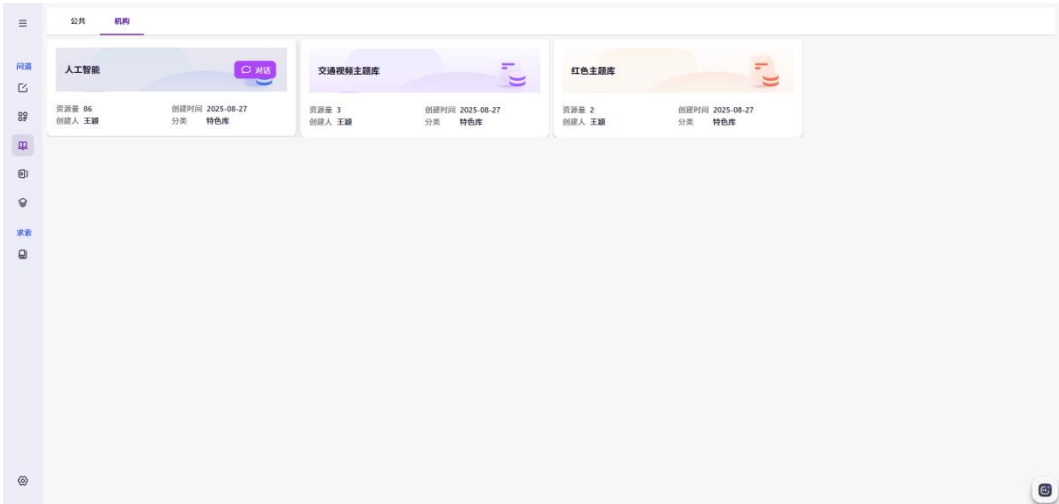 公共 机构
问道
求索
人工智能 对话
资源量 86 创建时间 2025-08-27
创建人 王颖 分类 特色库
交通视频主题库
资源量 3 创建时间 2025-08-27
创建人 王颖 分类 特色库
红色主题库
资源量 2 创建时间 2025-08-27
创建人 王颖 分类 特色库